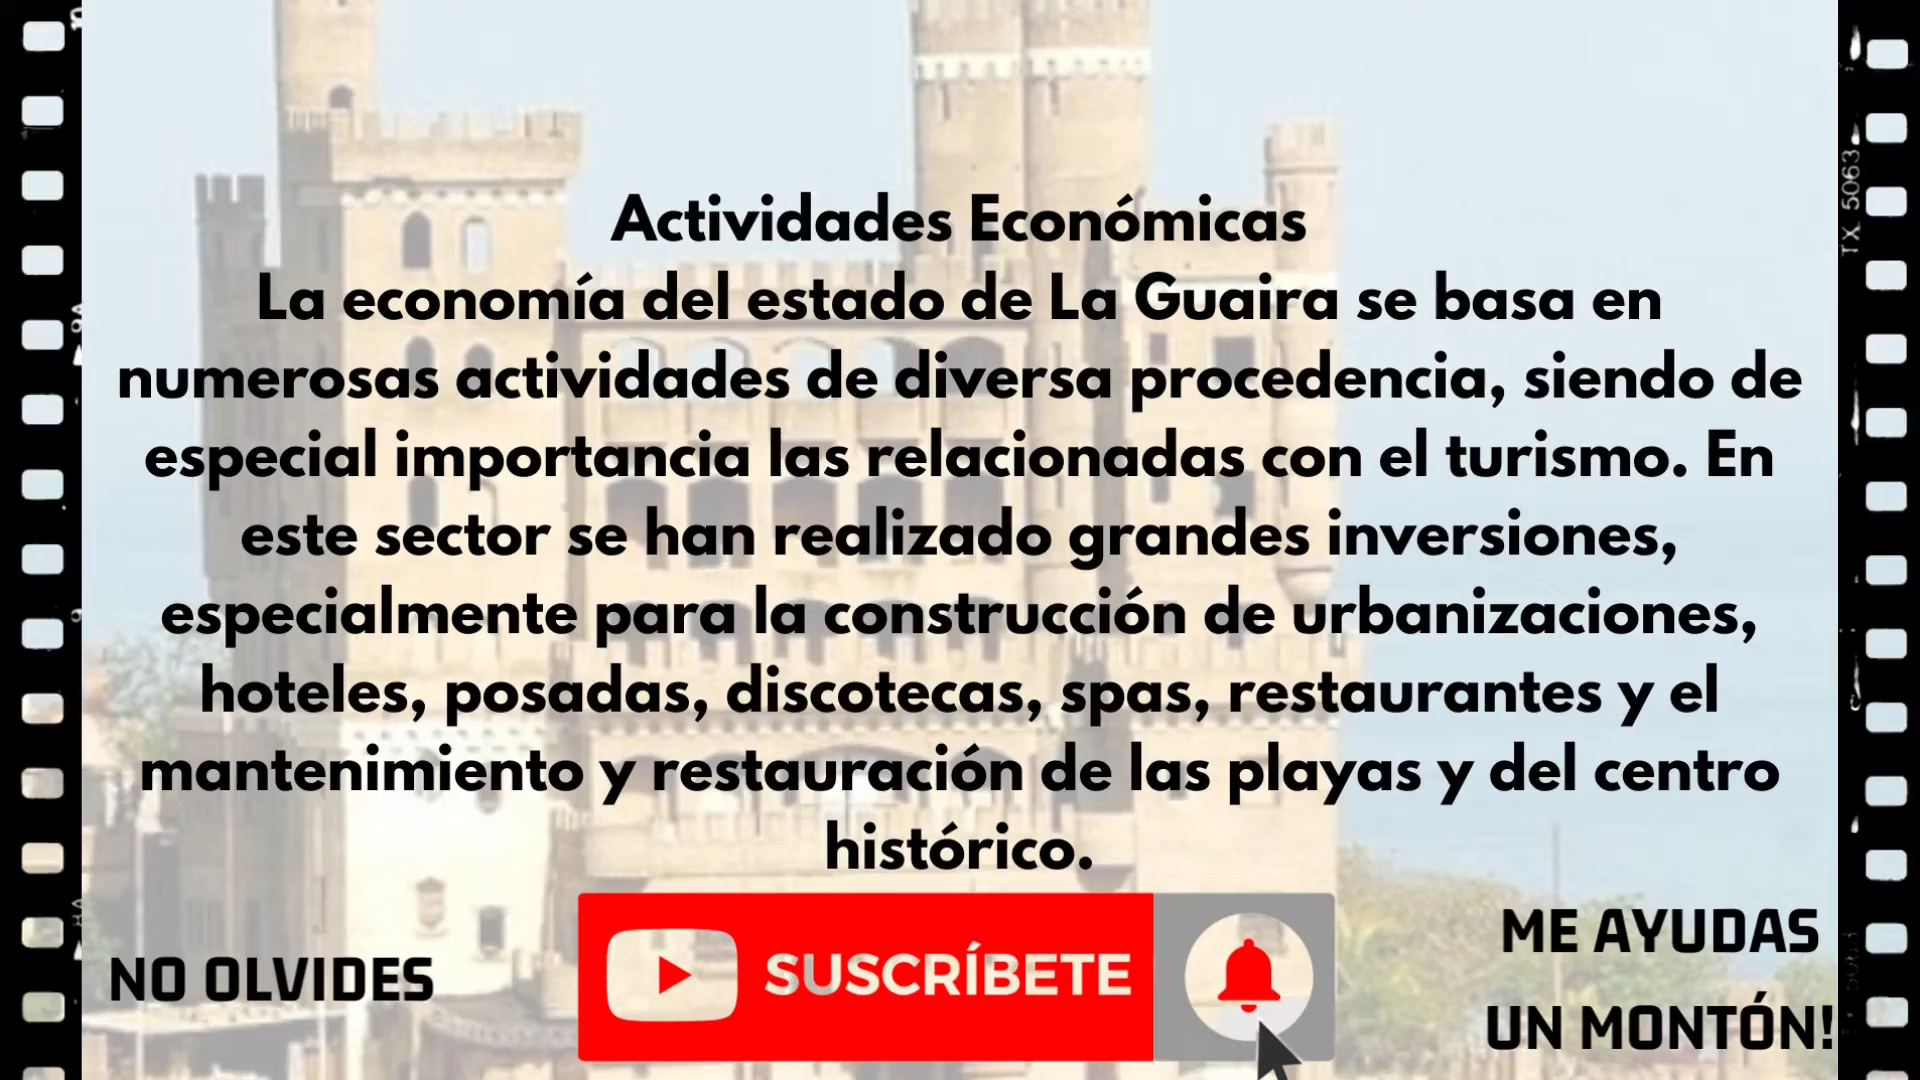 Actividades Económicas
La economía del estado de La Guaira se basa en
numerosas actividades de diversa procedencia, siendo de
especial importancia las relacionadas con el turismo. En
este sector se han realizado grandes inversiones,
especialmente para la construcción de urbanizaciones,
hoteles, posadas, discotecas, spas, restaurantes y el
mantenimiento y restauración de las playas y del centro
histórico.
NO OLVIDES
SUSCRÍBETE
ME AYUDAS
UN MONTÓN!
TX 5063